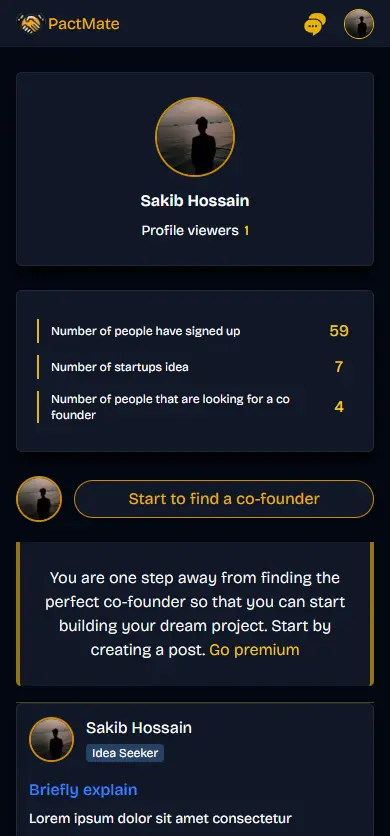 PactMate
Sakib Hossain
Profile viewers 1
Number of people have signed up 59
Number of startups idea 7
Number of people that are looking for a co
founder 4
Start to find a co-founder
You are one step away from finding the
perfect co-founder so that you can start
building your dream project. Start by
creating a post. Go premium
Sakib Hossain
Idea Seeker
Briefly explain
Lorem ipsum dolor sit amet consectetur